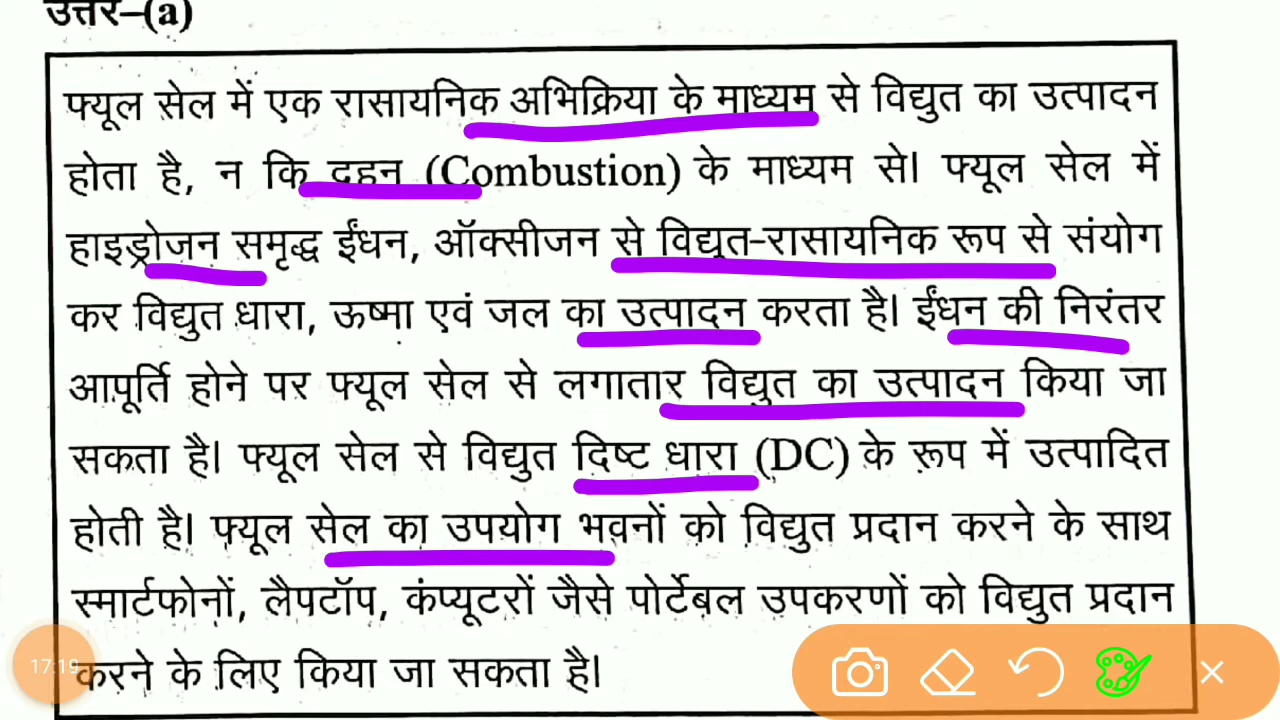 उत्तर–(a)
फ्यूल सेल में एक रासायनिक अभिक्रिया के माध्यम से विद्युत का उत्पादन
होता है, न कि दहन (Combustion) के माध्यम से। फ्यूल सेल में
हाइड्रोजन समृद्ध ईंधन, ऑक्सीजन से विद्युत-रासायनिक रूप से संयोग
कर विद्युत धारा, ऊष्मा एवं जल का उत्पादन करता है। ईंधन की निरंतर
आपूर्ति होने पर फ्यूल सेल से लगातार विद्युत का उत्पादन किया जा
सकता है। फ्यूल सेल से विद्युत दिष्ट धारा (DC) के रूप में उत्पादित
होती है। फ्यूल सेल का उपयोग भवनों को विद्युत प्रदान करने के साथ
स्मार्टफोनों, लैपटॉप, कंप्यूटरों जैसे पोर्टेबल उपकरणों को विद्युत प्रदान
करने के लिए किया जा सकता है।
17:19